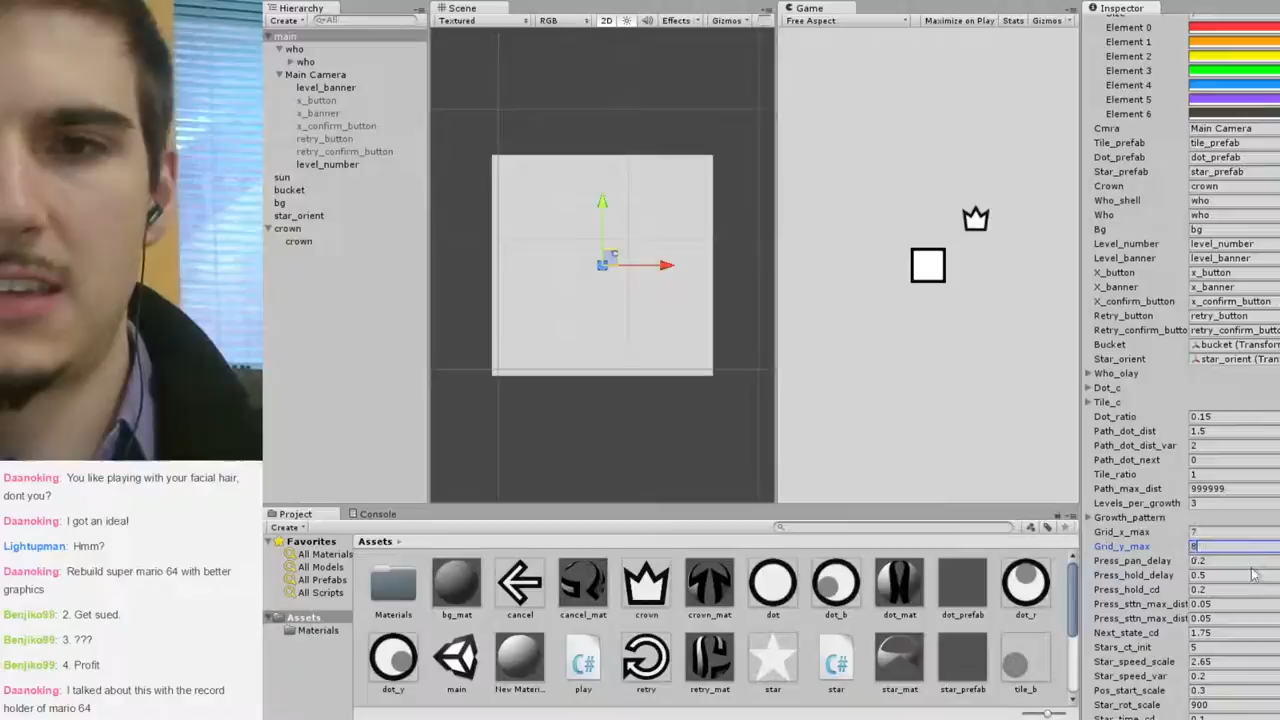 Hierarchy
Create
All
main
who
who
Main Camera
level_banner
x_button
x_banner
x_confirm_button
retry_button
retry_confirm_button
level_number
sun
bucket
bg
star_orient
crown
crown
Scene
Textured RGB 2D Effects Gizmos
Game
Free Aspect Maximize on Play Stats Gizmos
Inspector
Element 0
Element 1
Element 2
Element 3
Element 4
Element 5
Element 6
Cmra Main Camera
Tile_prefab tile_prefab
Dot_prefab dot_prefab
Star_prefab star_prefab
Crown crown
Who_shell who
Who who
Bg bg
Level_number level_number
Level_banner level_banner
X_button x_button
X_banner x_banner
X_confirm_button x_confirm_button
Retry_button retry_button
Retry_confirm_butto retry_confirm_button
Bucket bucket (Transform
Star_orient star_orient (Tran
Who_olay
Dot_c
Tile_c
Dot_ratio 0.15
Path_dot_dist 1.5
Path_dot_dist_var 2
Path_dot_next 0
Tile_ratio 1
Path_max_dist 999999
Levels_per_growth 3
Growth_pattern
Grid_x_max 7
Grid_y_max 8
Press_pan_delay 0.2
Press_hold_delay 0.5
Press_hold_cd 0.2
Press_sttn_max_dist 0.05
Press_sttn_max_dist 0.05
Next_state_cd 1.75
Stars_ct_init 5
Star_speed_scale 2.65
Star_speed_var 0.2
Pos_start_scale 0.3
Star_rot_scale 900
Star_time_cd 0.1
Daanoking: You like playing with your facial hair,
dont you?
Daanoking: I got an idea!
Lightupman: Hmm?
Daanoking: Rebuild super mario 64 with better
graphics
Benjiko99: 2. Get sued.
Benjiko99: 3. ???
Benjiko99: 4. Profit
Daanoking: I talked about this with the record
holder of mario 64
Project Console
Create
Favorites
All Materials
All Models
All Prefabs
All Scripts
Assets
Materials
Assets
Materials bg_mat cancel cancel_mat crown crown_mat dot dot_b dot_mat dot_prefab dot_r
dot_y main New Materi... play retry retry_mat star star star_mat star_prefab tile_b